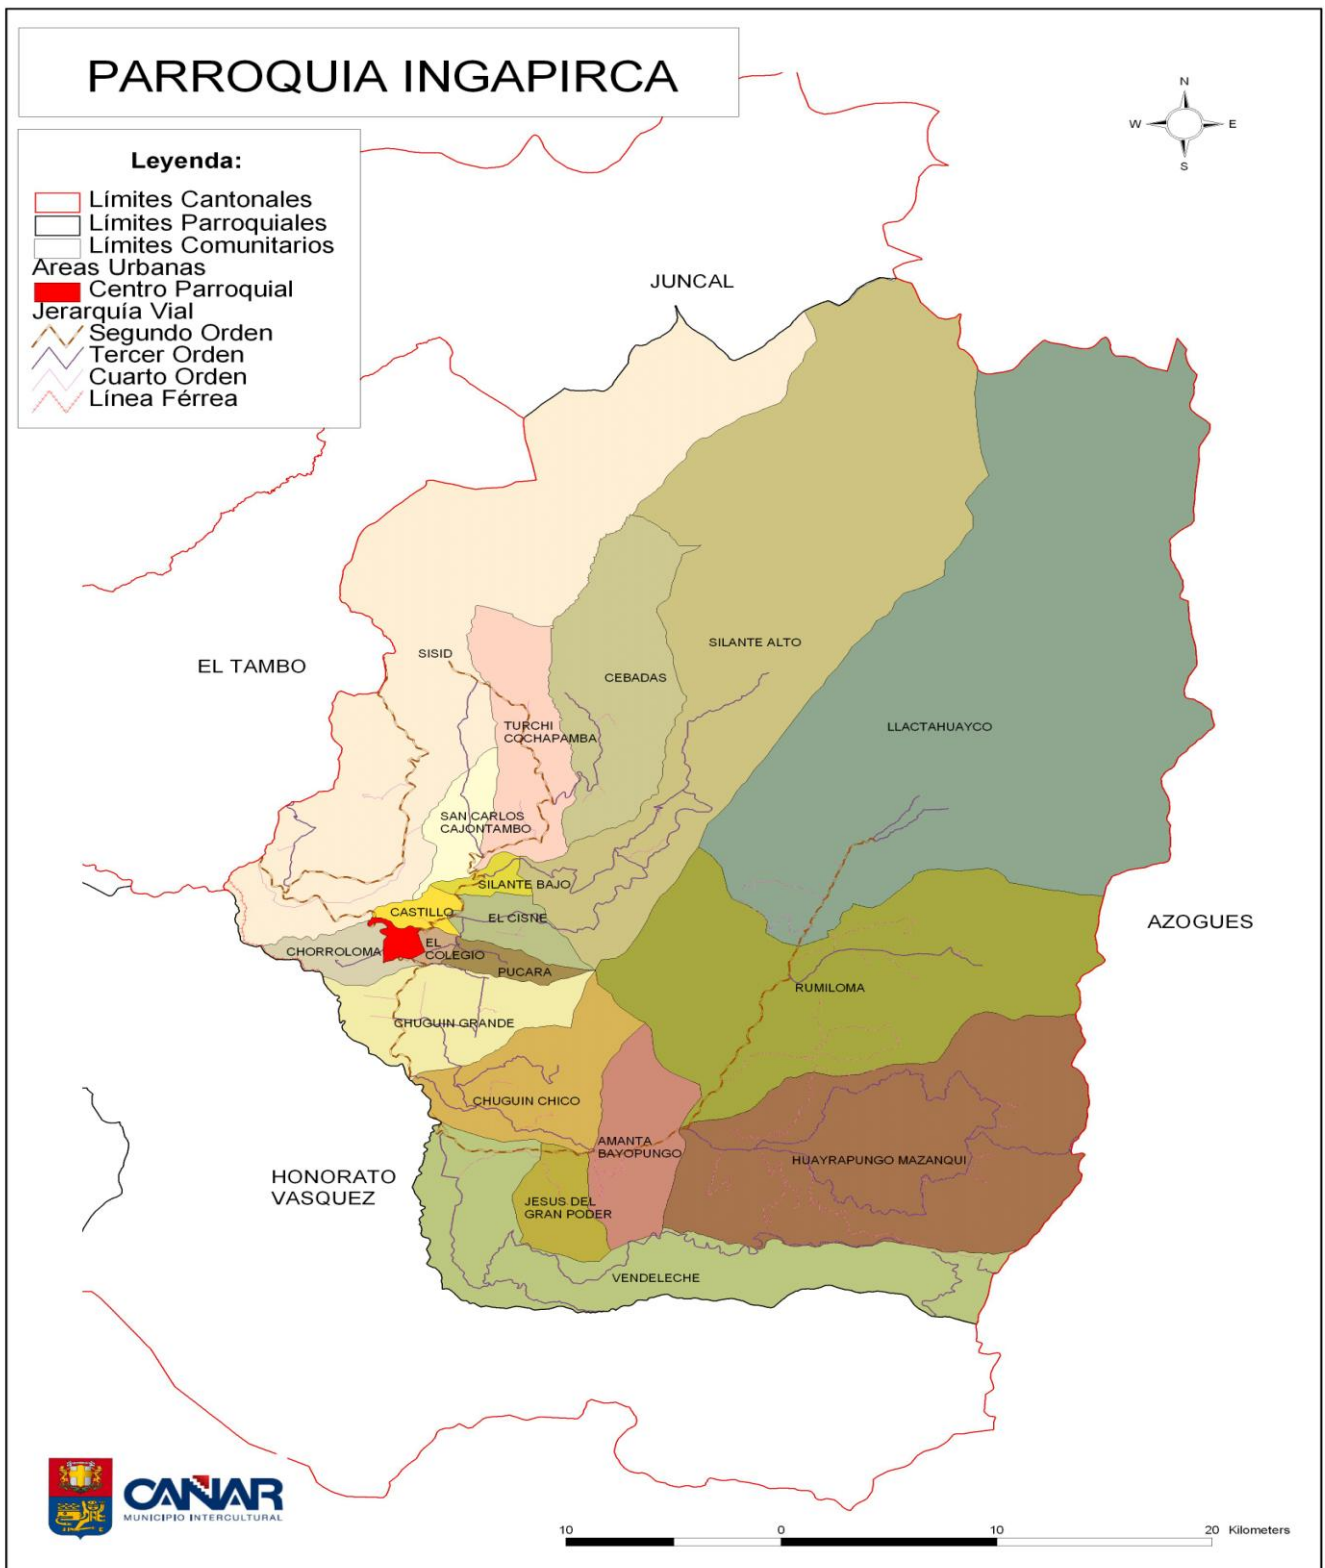 PARROQUIA INGAPIRCA
N
W
E
S
Leyenda:
Límites Cantonales
Límites Parroquiales
Límites Comunitarios
Areas Urbanas
Centro Parroquial
Jerarquía Vial
Segundo Orden
Tercer Orden
Cuarto Orden
Línea Férrea
JUNCAL
SISID
SILANTE ALTO
EL TAMBO
CEBADAS
TURCHI
COCHAPAMBA
LLACTAHUAYCO
SAN CARLOS
CAJONTAMBO
SILANTE BAJO
CASTILLO
EL CISNE
AZOGUES
CHORROLOMA
EL
COLEGIO
PUCARA
RUMILOMA
CHUGUIN GRANDE
CHUGUIN CHICO
AMANTA
BAYOPUNGO
HUAYRAPUNGO MAZANQUI
HONORATO
VASQUEZ
JESUS DEL
GRAN PODER
VENDELECHE
CAÑAR
MUNICIPIO INTERCULTURAL
10 0 10 20 Kilometers